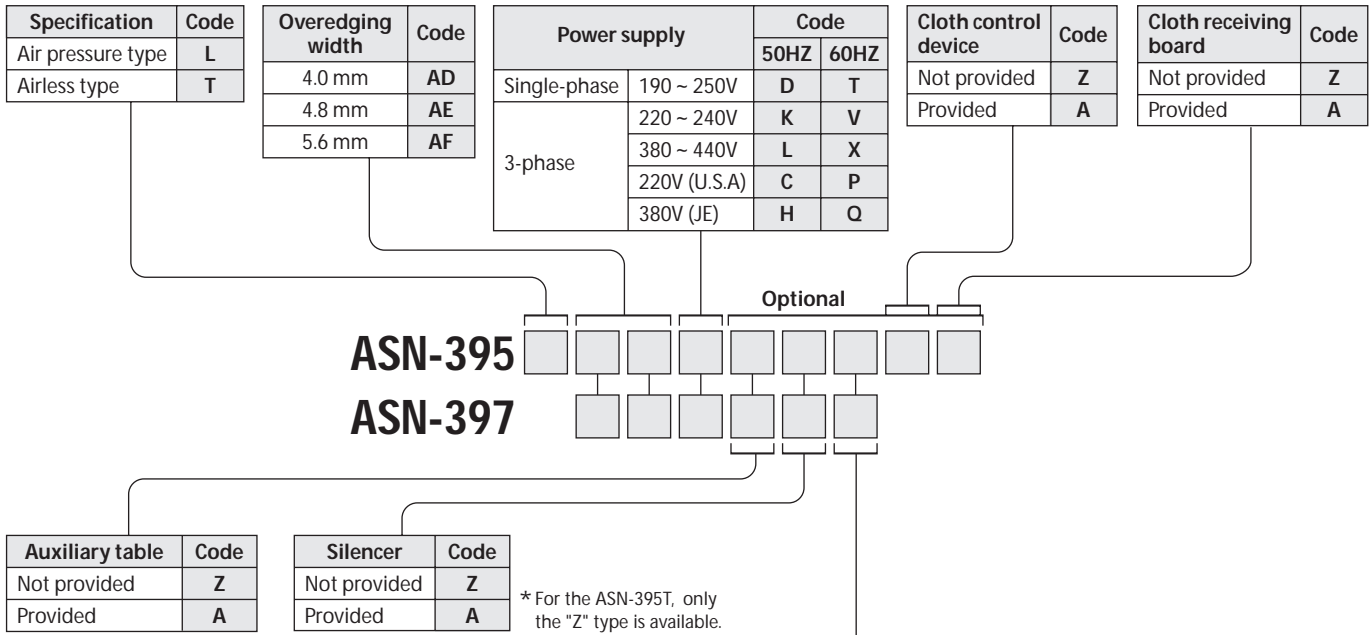 Specification Code
Air pressure type L
Airless type T
Overedging width Code
4.0 mm AD
4.8 mm AE
5.6 mm AF
Power supply Code
50HZ 60HZ
Single-phase 190 ~ 250V D T
3-phase 220 ~ 240V K V
380 ~ 440V L X
220V (U.S.A) C P
380V (JE) H Q
Cloth control device Code
Not provided Z
Provided A
Cloth receiving board Code
Not provided Z
Provided A
Optional
ASN-395
ASN-397
Auxiliary table Code
Not provided Z
Provided A
Silencer Code
Not provided Z
Provided A
* For the ASN-395T, only
the "Z" type is available.